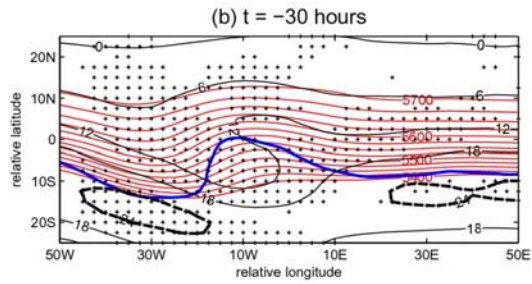 (b) t = −30 hours
20N
10N
0
10S
20S
relative latitude
0
0
6
6
5700
12
12
5600
18
5500
5400
24
18
18
50W
30W
10W
10E
30E
50E
relative longitude